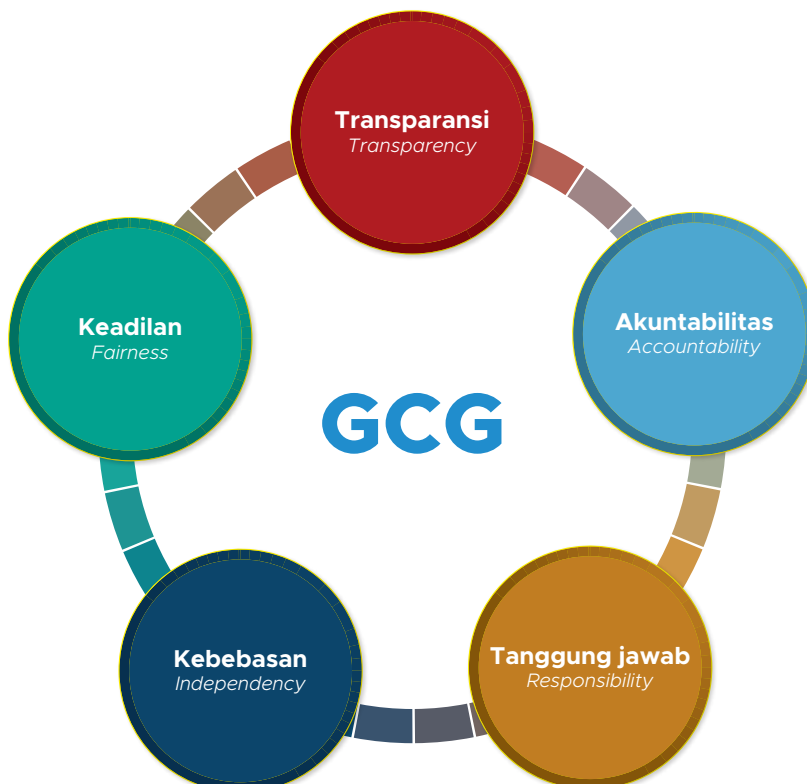 Transparansi
Transparency
Keadilan
Fairness
Akuntabilitas
Accountability
GCG
Kebebasan
Independency
Tanggung jawab
Responsibility